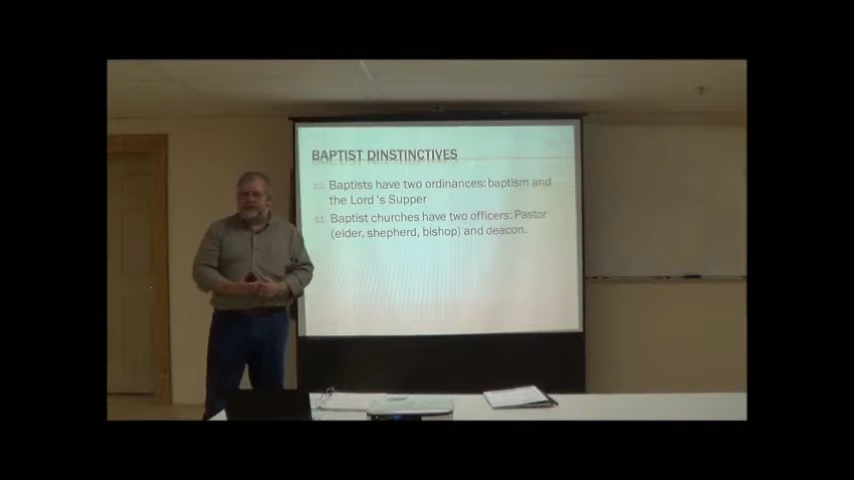 BAPTIST DINSTINCTIVES
10. Baptists have two ordinances: baptism and
the Lord 's Supper
11. Baptist churches have two officers: Pastor
(elder, shepherd, bishop) and deacon.